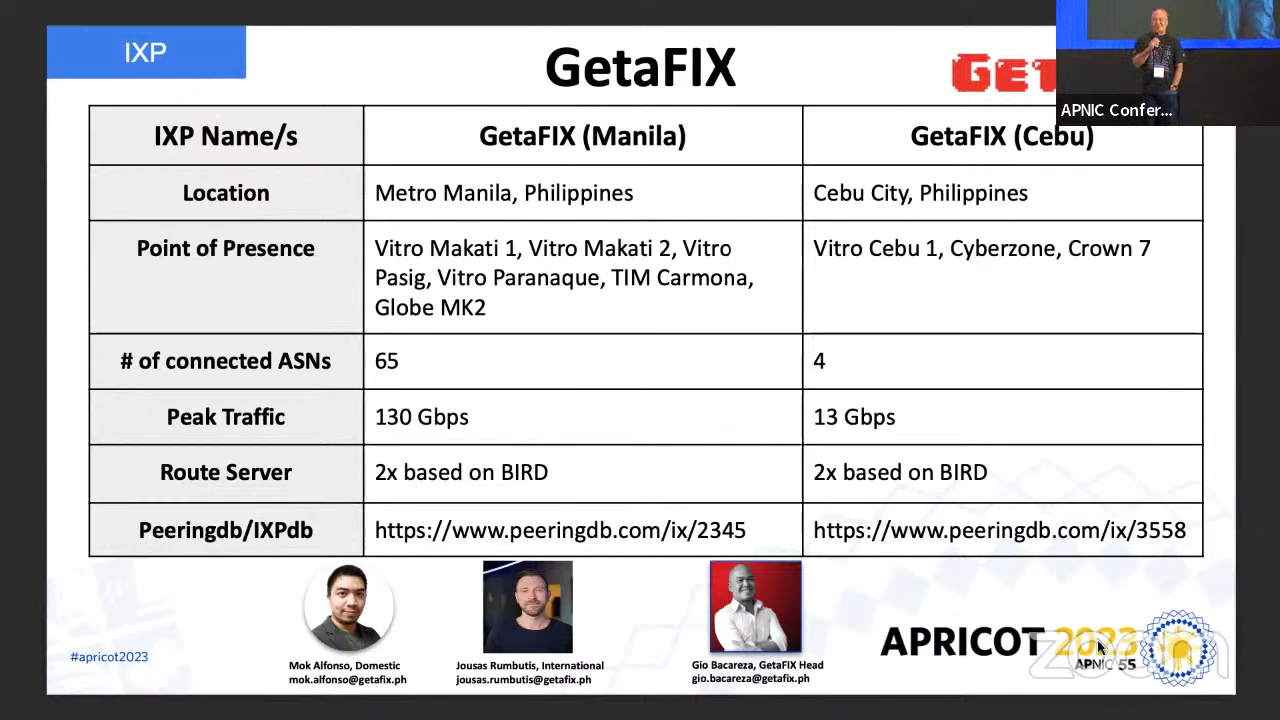 IXP
GetaFIX
GET
APNIC Confer...
IXP Name/s
GetaFIX (Manila)
GetaFIX (Cebu)
Location
Metro Manila, Philippines
Cebu City, Philippines
Point of Presence
Vitro Makati 1, Vitro Makati 2, Vitro
Pasig, Vitro Paranaque, TIM Carmona,
Globe MK2
Vitro Cebu 1, Cyberzone, Crown 7
# of connected ASNs
65
4
Peak Traffic
130 Gbps
13 Gbps
Route Server
2x based on BIRD
2x based on BIRD
Peeringdb/IXPdb
https://www.peeringdb.com/ix/2345
https://www.peeringdb.com/ix/3558
#apricot2023
Mok Alfonso, Domestic
mok.alfonso@getafix.ph
Jousas Rumbutis, International
jousas.rumbutis@getafix.ph
Gio Bacareza, GetaFIX Head
gio.bacareza@getafix.ph
APRICOT 2023
APNIC 55
zoom